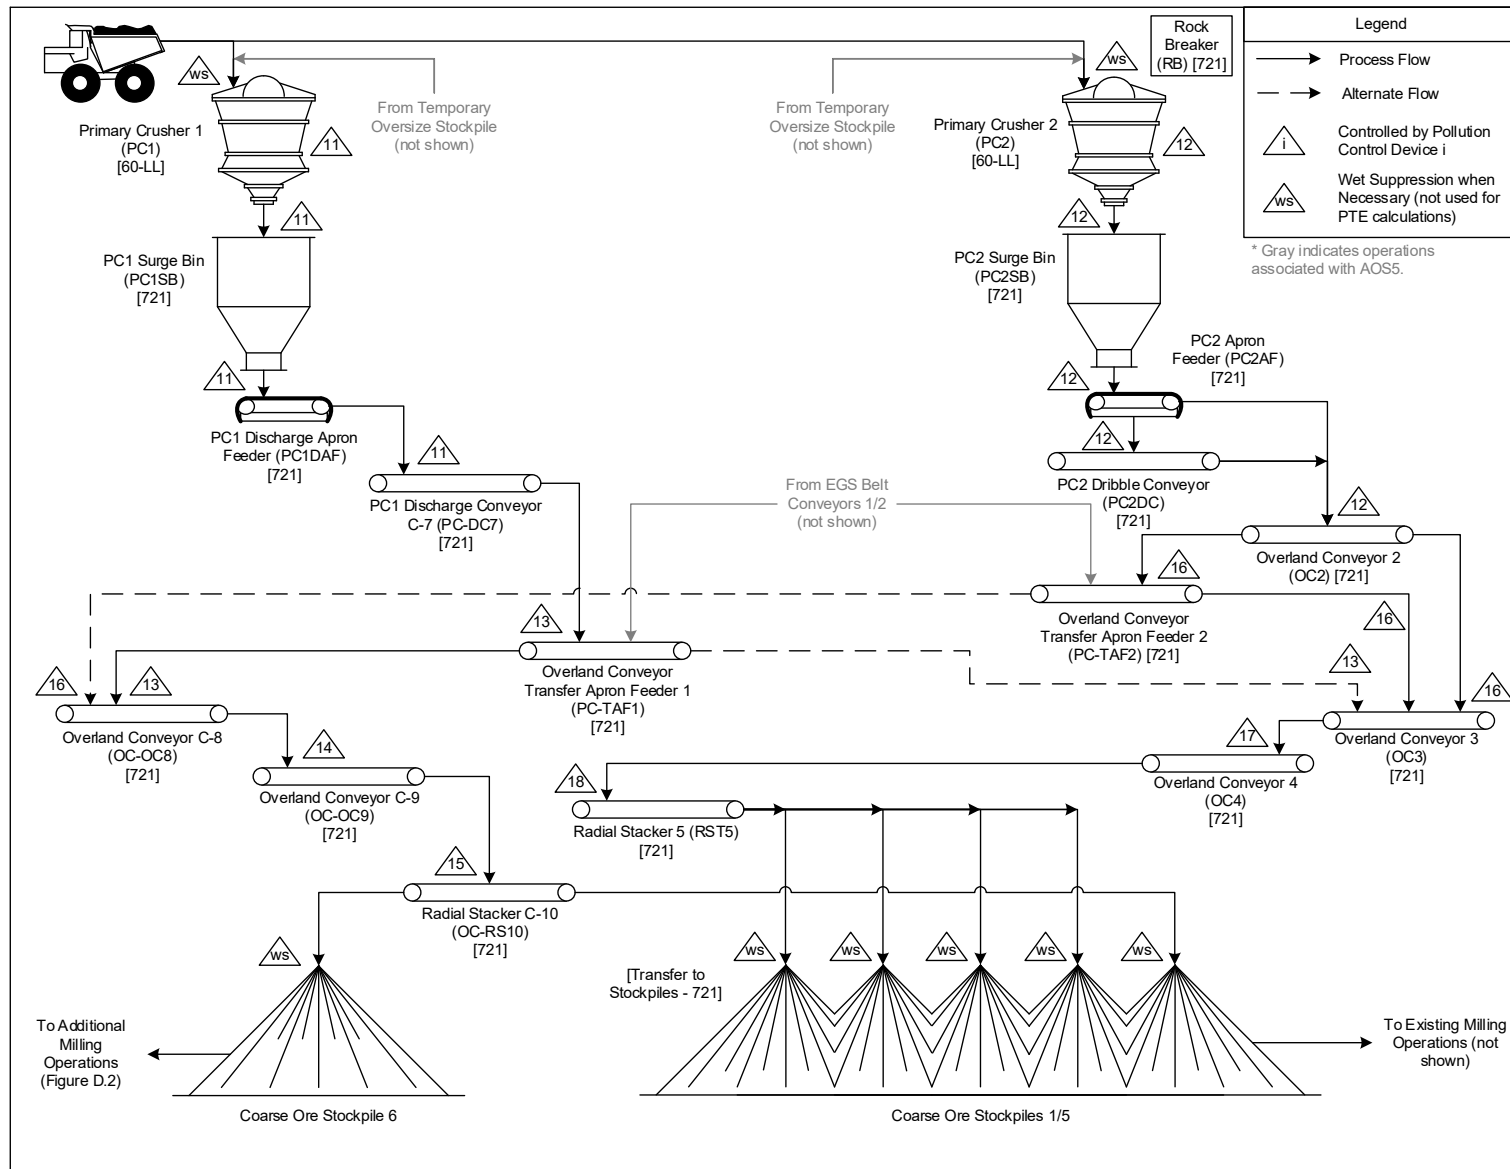 Rock
Breaker
(RB) [721]
Legend
Process Flow
Alternate Flow
i
Controlled by Pollution
Control Device i
ws
Wet Suppression when
Necessary (not used for
PTE calculations)
* Gray indicates operations
associated with AOS5.
ws
From Temporary
Oversize Stockpile
(not shown)
Primary Crusher 1
(PC1)
[60-LL]
11
From Temporary
Oversize Stockpile
(not shown)
ws
Primary Crusher 2
(PC2)
[60-LL]
12
11
PC1 Surge Bin
(PC1SB)
[721]
12
PC2 Surge Bin
(PC2SB)
[721]
11
PC1 Discharge Apron
Feeder (PC1DAF)
[721]
12
PC2 Apron
Feeder (PC2AF)
[721]
11
PC1 Discharge Conveyor
C-7 (PC-DC7)
[721]
12
PC2 Dribble Conveyor
(PC2DC)
[721]
From EGS Belt
Conveyors 1/2
(not shown)
12
Overland Conveyor 2
(OC2) [721]
16
Overland Conveyor
Transfer Apron Feeder 2
(PC-TAF2) [721]
16
13
Overland Conveyor
Transfer Apron Feeder 1
(PC-TAF1)
[721]
13
16
16
13
Overland Conveyor C-8
(OC-OC8)
[721]
Overland Conveyor 3
(OC3)
[721]
14
Overland Conveyor C-9
(OC-OC9)
[721]
17
Overland Conveyor 4
(OC4)
[721]
18
Radial Stacker 5 (RST5)
[721]
15
Radial Stacker C-10
(OC-RS10)
[721]
ws
ws
ws
ws
ws
ws
[Transfer to
Stockpiles - 721]
To Additional
Milling
Operations
(Figure D.2)
To Existing Milling
Operations (not
shown)
Coarse Ore Stockpile 6
Coarse Ore Stockpiles 1/5